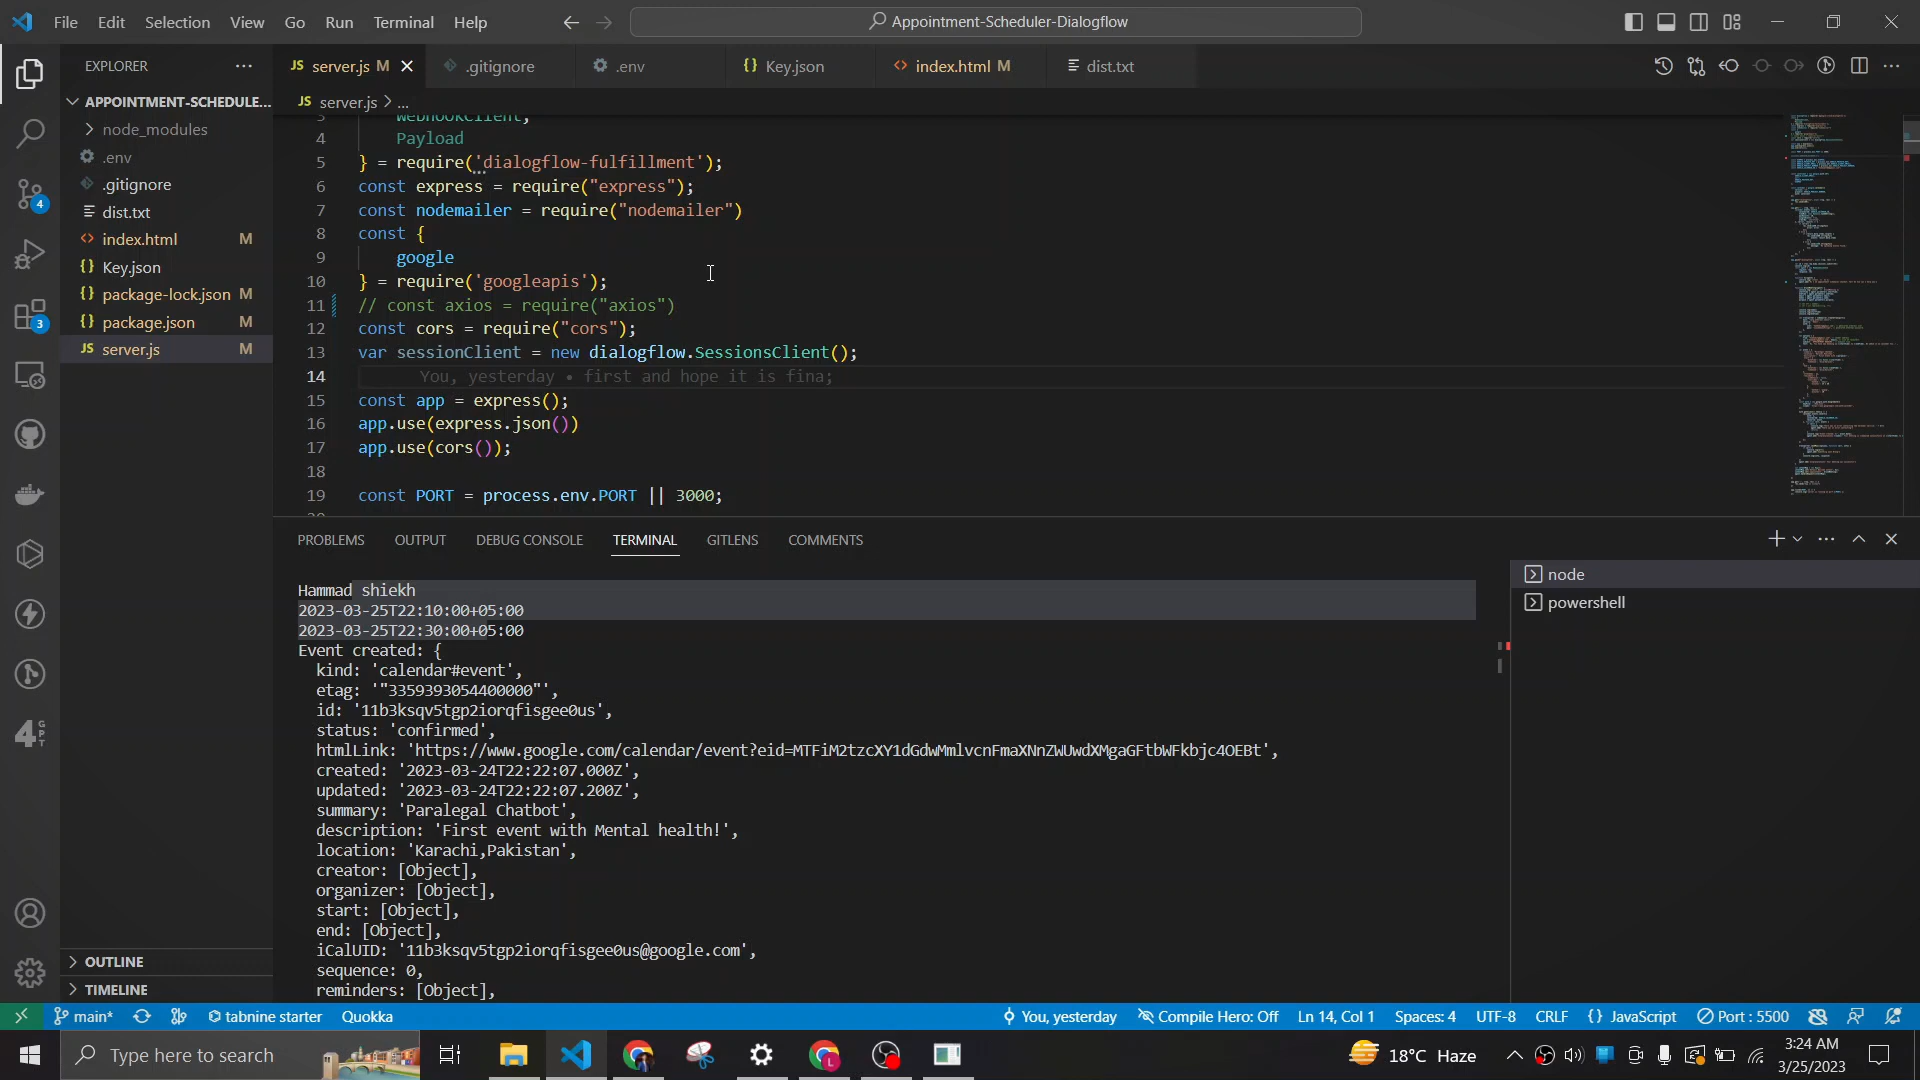 File Edit Selection View Go Run Terminal Help
Appointment-Scheduler-Dialogflow
EXPLORER
JS server.js M
.gitignore
.env
{} Key.json
<> index.html M
dist.txt
APPOINTMENT-SCHEDULE...
JS server.js > ...
node_modules
.env
.gitignore
dist.txt
<> index.html M
{} Key.json
{} package-lock.json M
{} package.json M
JS server.js M
4
3
3 WebhookClient,
4 Payload
5 } = require('dialogflow-fulfillment');
6 const express = require("express");
7 const nodemailer = require("nodemailer")
8 const {
9 google
10 } = require('googleapis');
11 // const axios = require("axios")
12 const cors = require("cors");
13 var sessionClient = new dialogflow.SessionsClient();
14 You, yesterday • first and hope it is fina;
15 const app = express();
16 app.use(express.json())
17 app.use(cors());
18
19 const PORT = process.env.PORT || 3000;
20
PROBLEMS OUTPUT DEBUG CONSOLE TERMINAL GITLENS COMMENTS
node
powershell
Hammad shiekh
2023-03-25T22:10:00+05:00
2023-03-25T22:30:00+05:00
Event created: {
kind: 'calendar#event',
etag: '"3359393054400000"',
id: '11b3ksqv5tgp2iorqfisgee0us',
status: 'confirmed',
htmlLink: 'https://www.google.com/calendar/event?eid=MTFiM2tzcXY1dGdwMmlvcnFmaXNnZWUwdXMgaGFtbWFkbjc4OEBt',
created: '2023-03-24T22:22:07.000Z',
updated: '2023-03-24T22:22:07.200Z',
summary: 'Paralegal Chatbot',
description: 'First event with Mental health!',
location: 'Karachi,Pakistan',
creator: [Object],
organizer: [Object],
start: [Object],
end: [Object],
iCalUID: '11b3ksqv5tgp2iorqfisgee0us@google.com',
sequence: 0,
reminders: [Object],
OUTLINE
TIMELINE
main* tabnine starter Quokka
You, yesterday Compile Hero: Off Ln 14, Col 1 Spaces: 4 UTF-8 CRLF {} JavaScript Port : 5500
Type here to search
18°C Haze
3:24 AM
3/25/2023